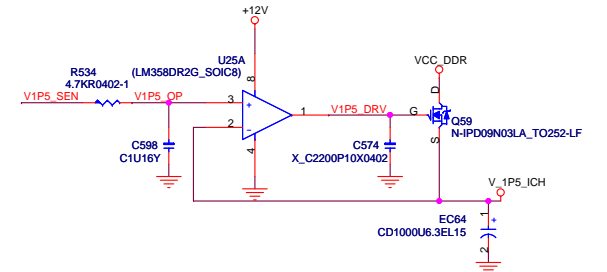 +12V
U25A
(LM358DR2G_SOIC8)
R534
4.7KR0402-1
VCC_DDR
V1P5_SEN
V1P5_OP
8
3
+
1
V1P5_DRV
G
D
Q59
N-IPD09N03LA_TO252-LF
2
-
S
4
C598
C1U16Y
C574
X_C2200P10X0402
V_1P5_ICH
EC64
CD1000U6.3EL15
1
+
2